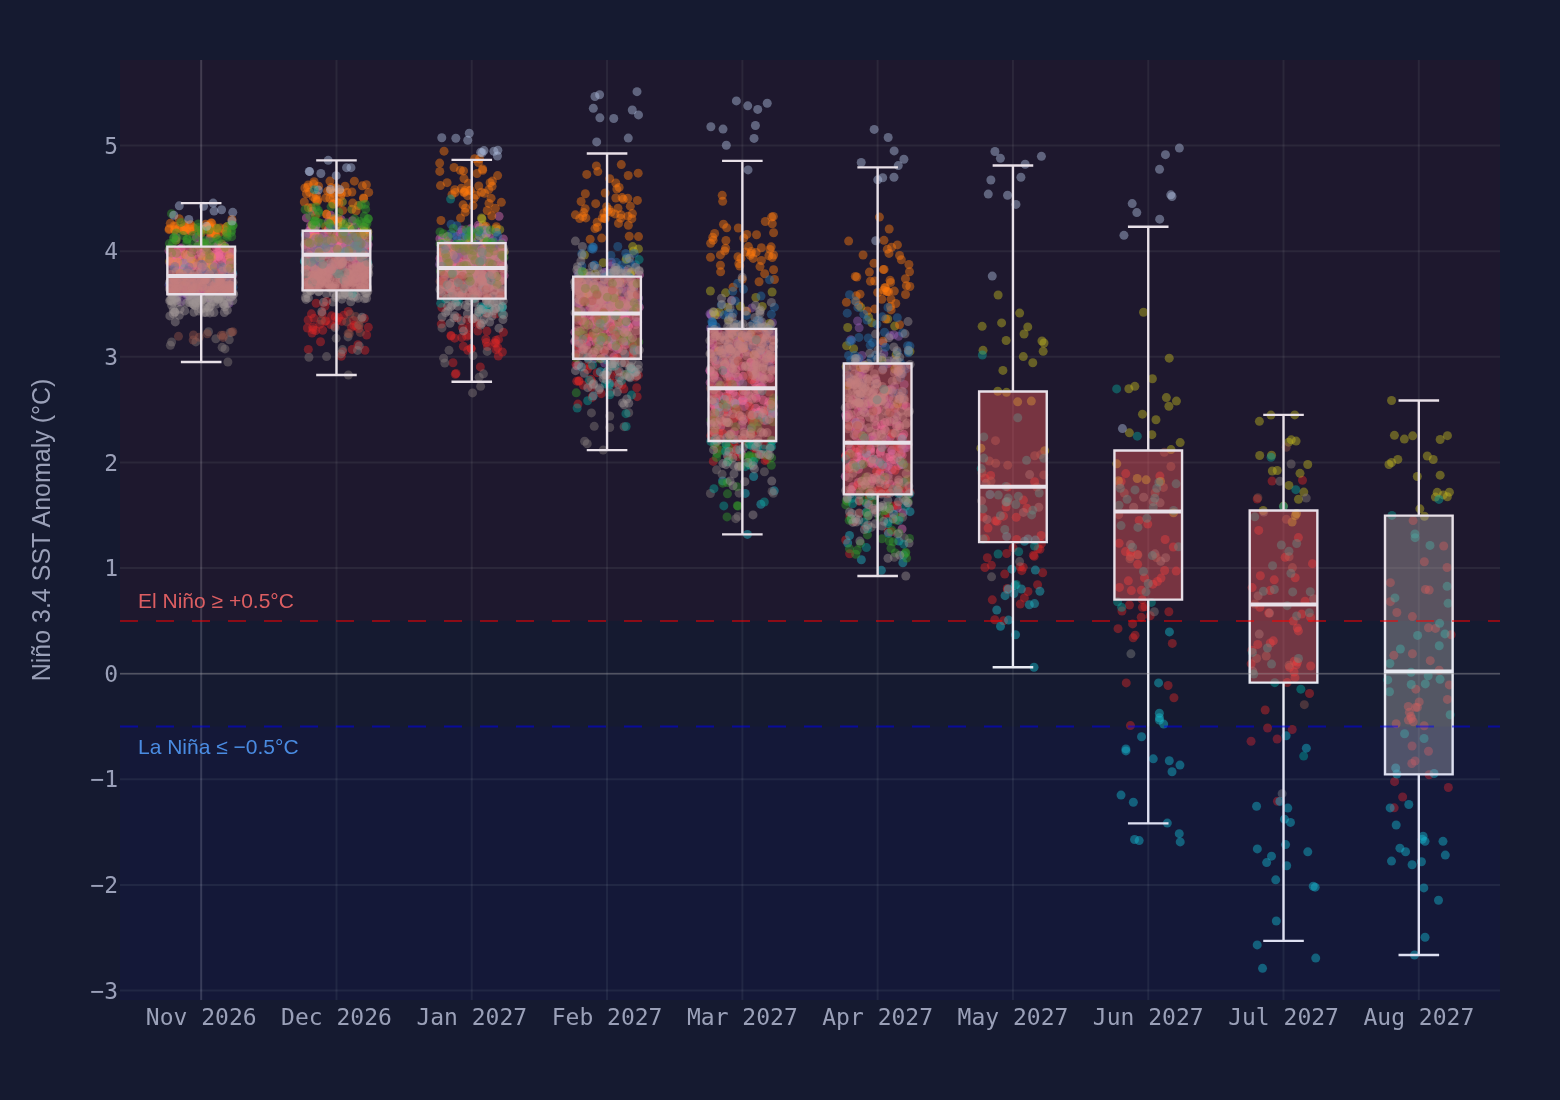 Niño 3.4 SST Anomaly (°C)
5
4
3
2
1
0
−1
−2
−3
El Niño ≥ +0.5°C
La Niña ≤ −0.5°C
Nov 2026 Dec 2026 Jan 2027 Feb 2027 Mar 2027 Apr 2027 May 2027 Jun 2027 Jul 2027 Aug 2027